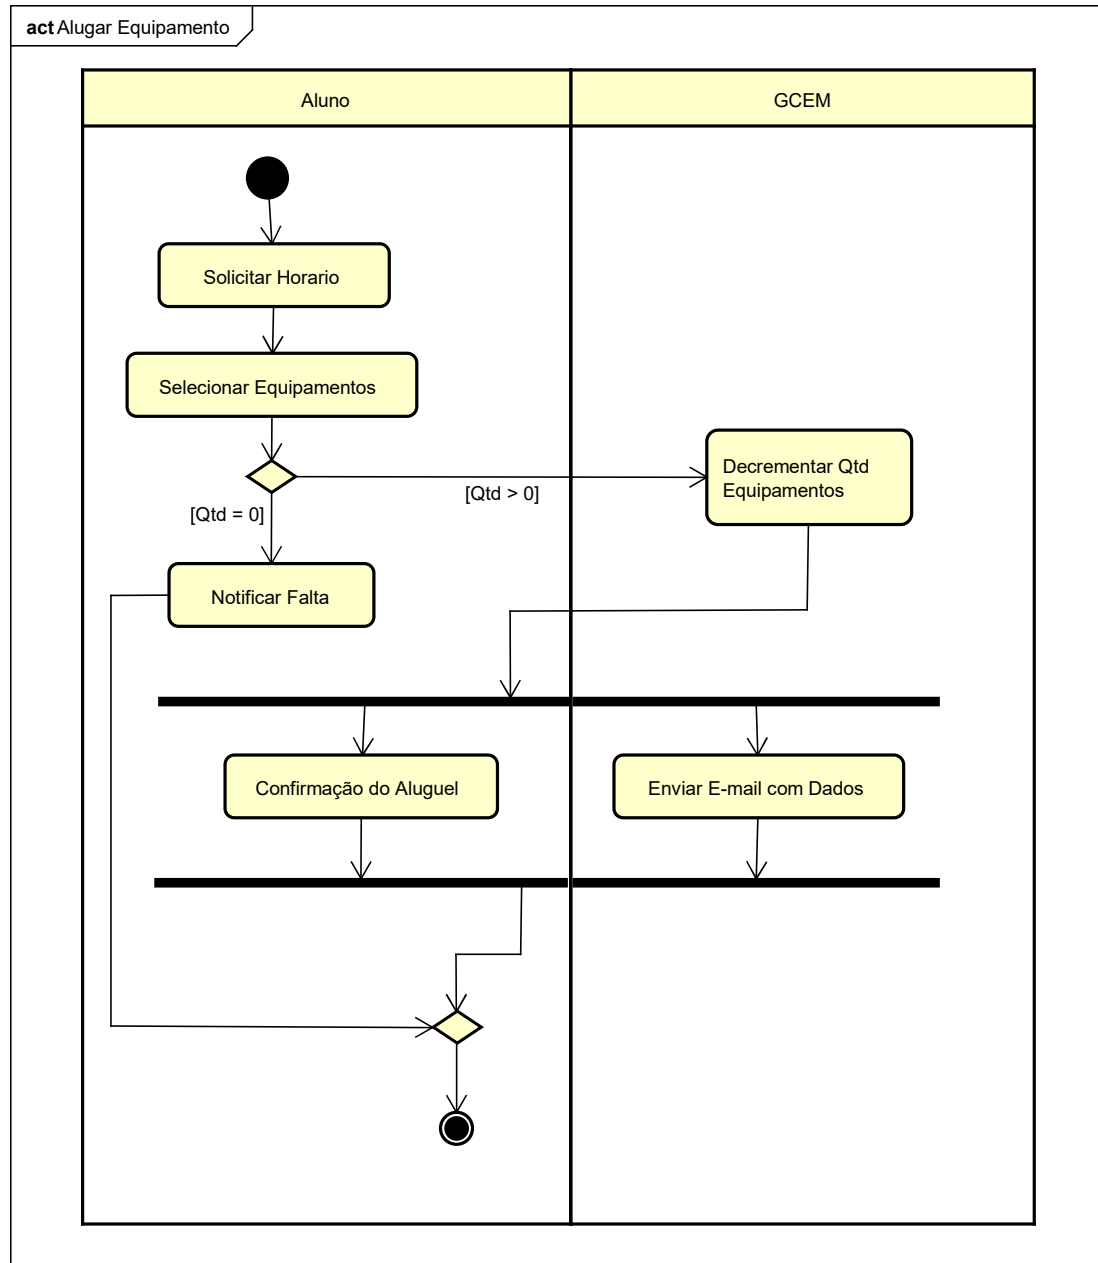 act Alugar Equipamento
Aluno
GCEM
Solicitar Horario
Selecionar Equipamentos
Decrementar Qtd
Equipamentos
[Qtd > 0]
[Qtd = 0]
Notificar Falta
Confirmação do Aluguel
Enviar E-mail com Dados